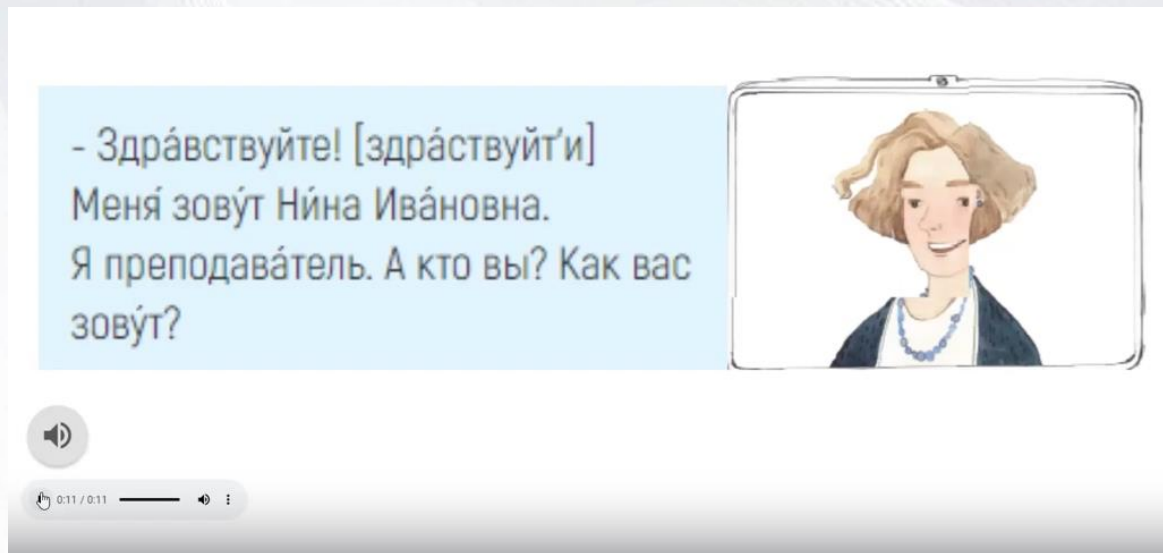 - Здра́вствуйте! [здра́ствуйт’и]
Меня́ зову́т Ни́на Ива́новна.
Я преподава́тель. А кто вы? Как вас
зову́т?
0:11 / 0:11